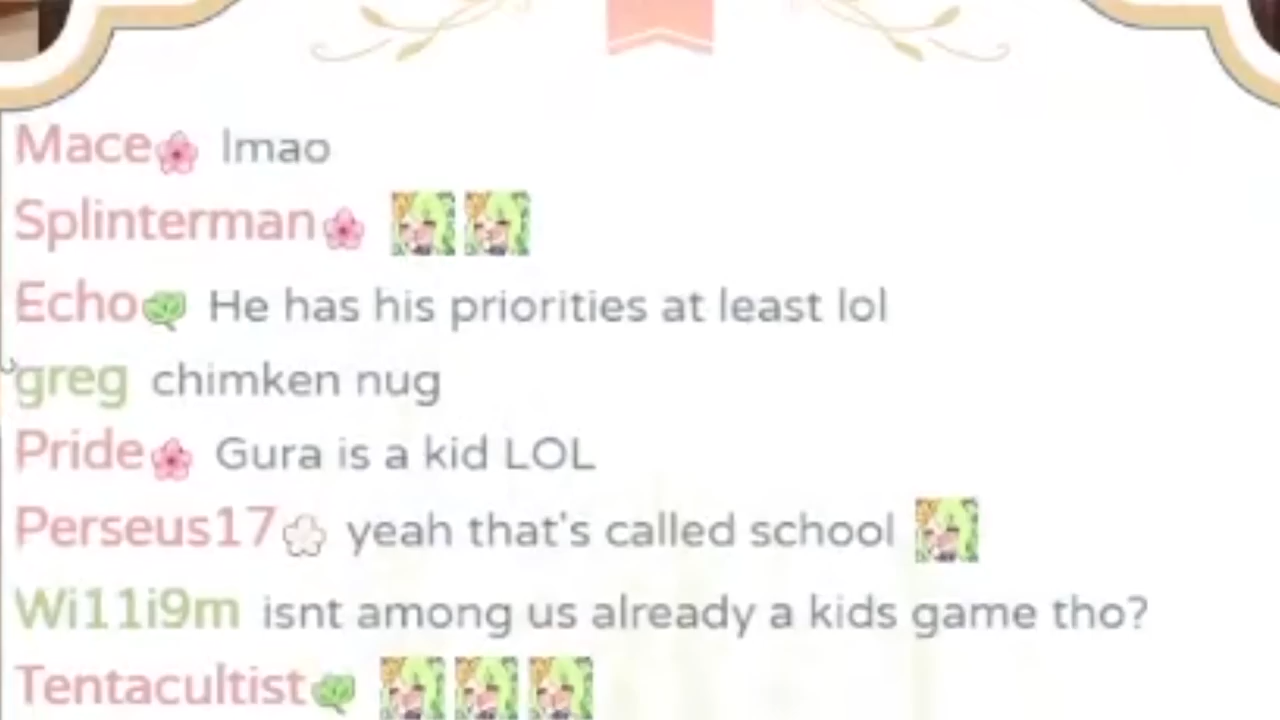 Mace lmao
Splinterman
Echo He has his priorities at least lol
greg chimken nug
Pride Gura is a kid LOL
Perseus17 yeah that's called school
Wi11i9m isnt among us already a kids game tho?
Tentacultist